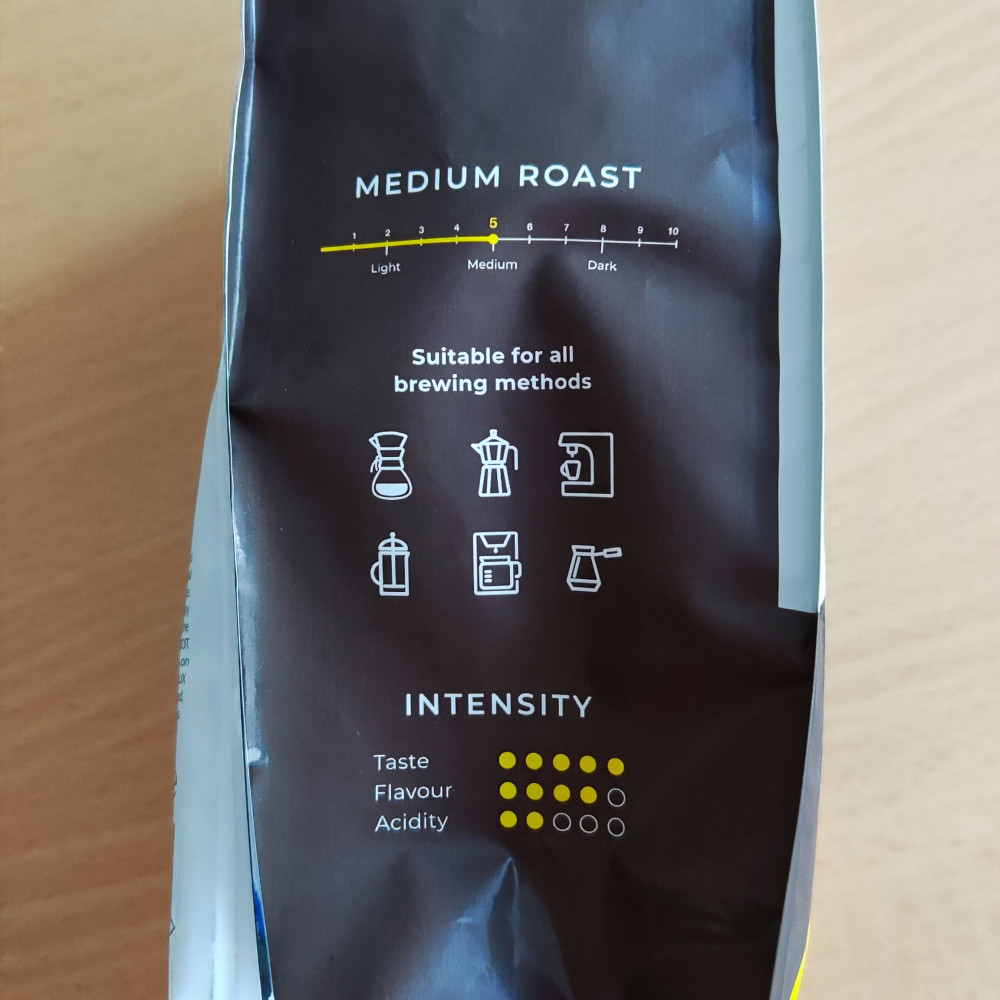 MEDIUM ROAST
1 2 3 4 5 6 7 8 9 10
Light Medium Dark
Suitable for all
brewing methods
INTENSITY
Taste
Flavour
Acidity